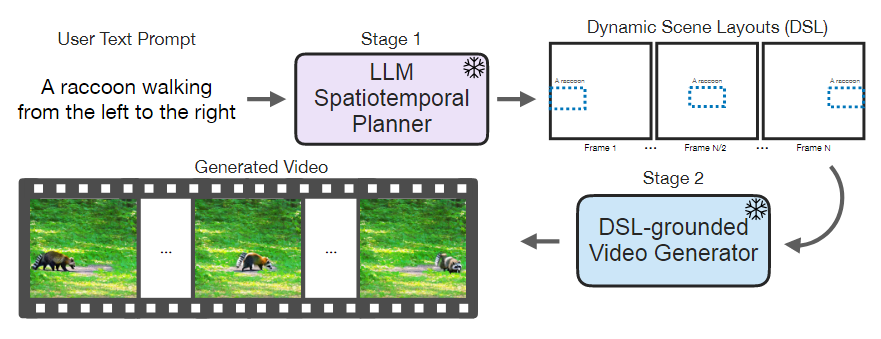 User Text Prompt
A raccoon walking
from the left to the right
Stage 1
LLM
Spatiotemporal
Planner
Dynamic Scene Layouts (DSL)
A raccoon
A raccoon
A raccoon
Frame 1
...
Frame N/2
...
Frame N
Stage 2
DSL-grounded
Video Generator
Generated Video
...
...